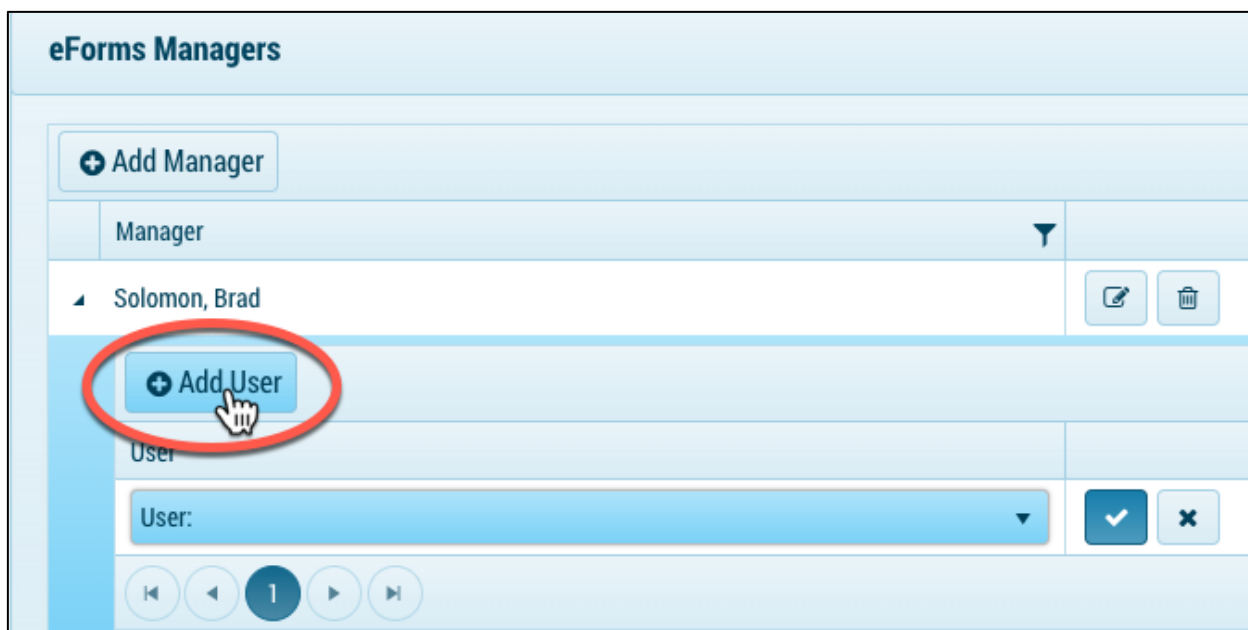 eForms Managers
Add Manager
Manager
Solomon, Brad
Add User
User
User:
1